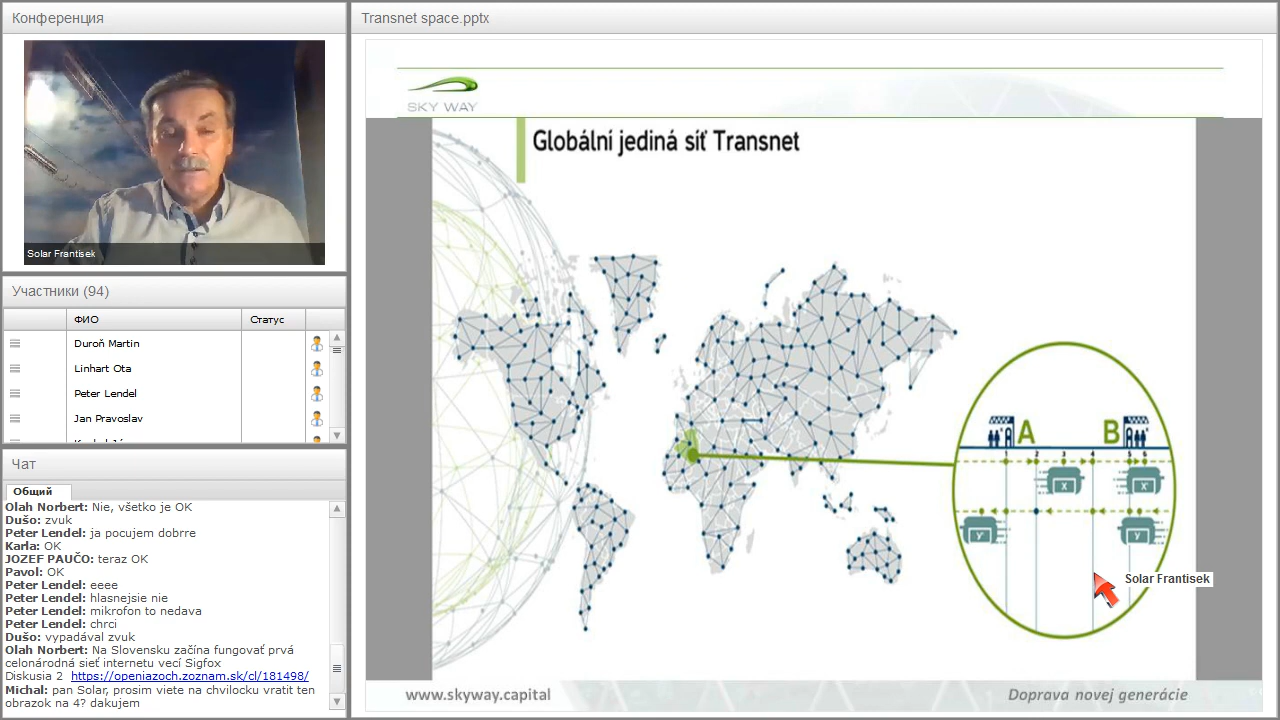 Конференция
Solar Frantisek
Участники (94)
ФИО
Статус
Duroň Martin
Linhart Ota
Peter Lendel
Jan Pravoslav
Чат
Общий
Olah Norbert: Nie, všetko je OK
Dušo: zvuk
Peter Lendel: ja pocujem dobrre
Karla: OK
JOZEF PAUČO: teraz OK
Pavol: OK
Peter Lendel: eeee
Peter Lendel: hlasnejsie nie
Peter Lendel: mikrofon to nedava
Peter Lendel: chrci
Dušo: vypadával zvuk
Olah Norbert: Na Slovensku začína fungovať prvá
celonárodná sieť internetu vecí Sigfox
Diskusia 2 https://openiazoch.zoznam.sk/cl/181498/
Michal: pan Solar, prosim viete na chvilocku vratit ten
obrazok na 4? dakujem
Transnet space.pptx
SKY WAY
Globální jediná síť Transnet
A B
1 2 3 4 5 6
X X'
Y' Y
Solar Frantisek
www.skyway.capital
Doprava novej generácie